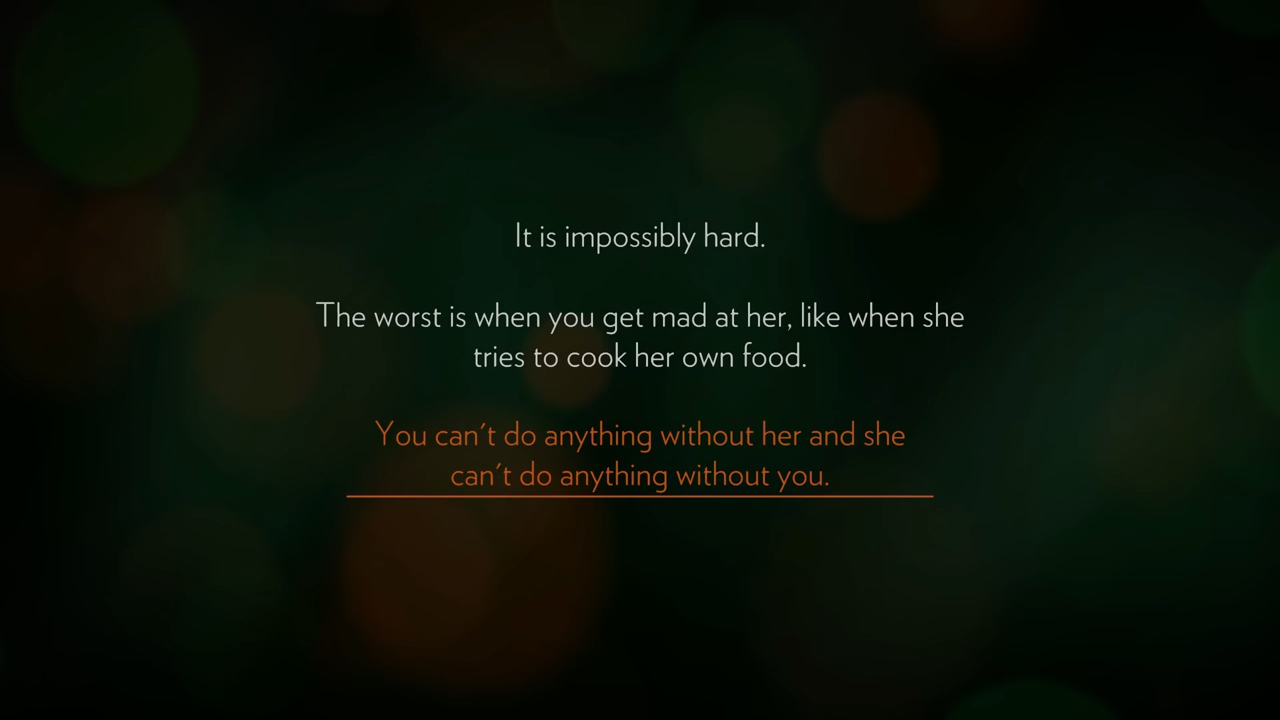 It is impossibly hard.
The worst is when you get mad at her, like when she
tries to cook her own food.
You can't do anything without her and she
can't do anything without you.